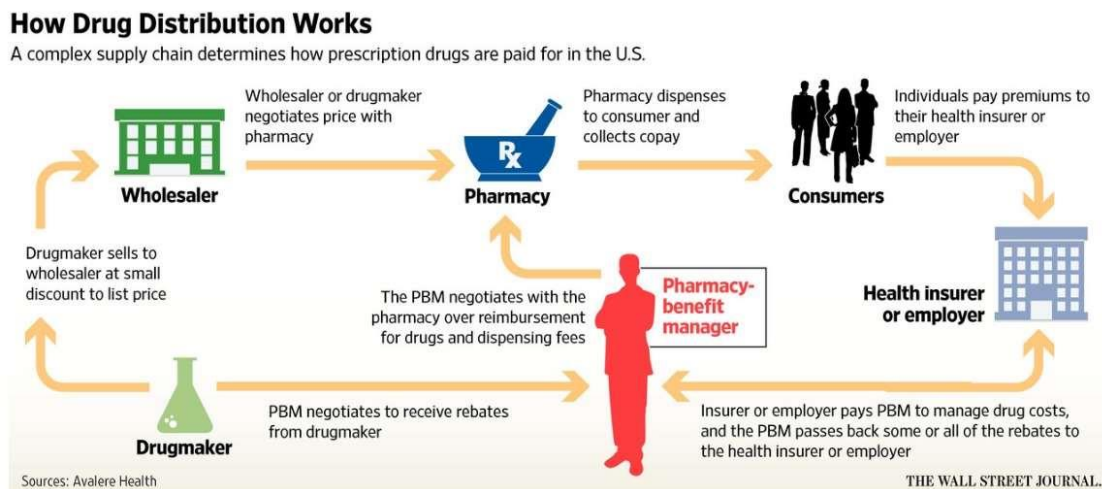 How Drug Distribution Works
A complex supply chain determines how prescription drugs are paid for in the U.S.
Wholesaler or drugmaker
negotiates price with
pharmacy
Pharmacy dispenses
to consumer and
collects copay
Individuals pay premiums to
their health insurer or
employer
Rx
Wholesaler
Pharmacy
Consumers
Drugmaker sells to
wholesaler at small
discount to list price
The PBM negotiates with the
pharmacy over reimbursement
for drugs and dispensing fees
Pharmacy-
benefit
manager
Health insurer
or employer
PBM negotiates to receive rebates
from drugmaker
Drugmaker
Insurer or employer pays PBM to manage drug costs,
and the PBM passes back some or all of the rebates to
the health insurer or employer
Sources: Avalere Health
THE WALL STREET JOURNAL.